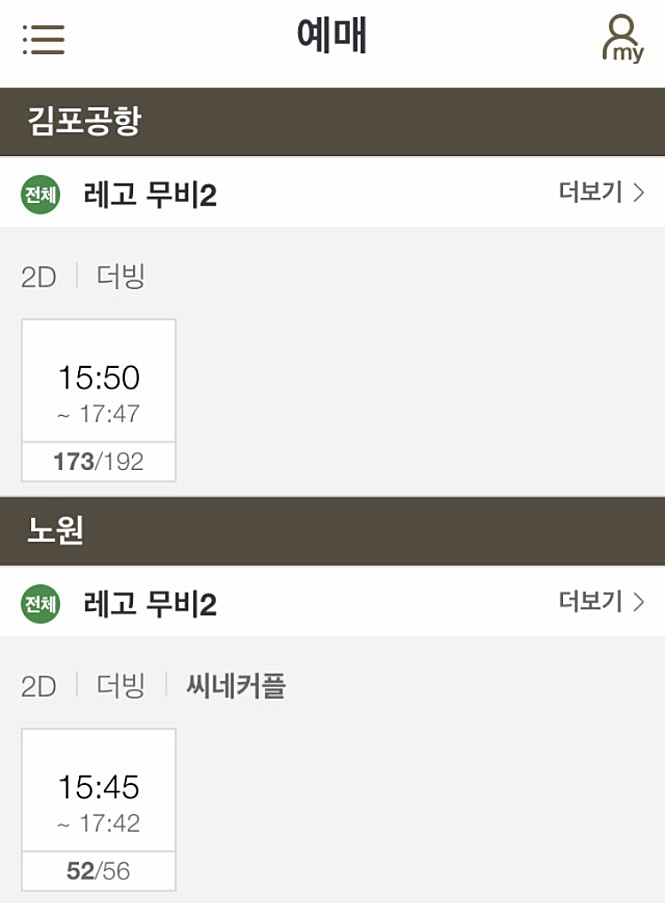 예매
my
김포공항
전체 레고 무비2 더보기 >
2D | 더빙
15:50
~ 17:47
173/192
노원
전체 레고 무비2 더보기 >
2D | 더빙 | 씨네커플
15:45
~ 17:42
52/56